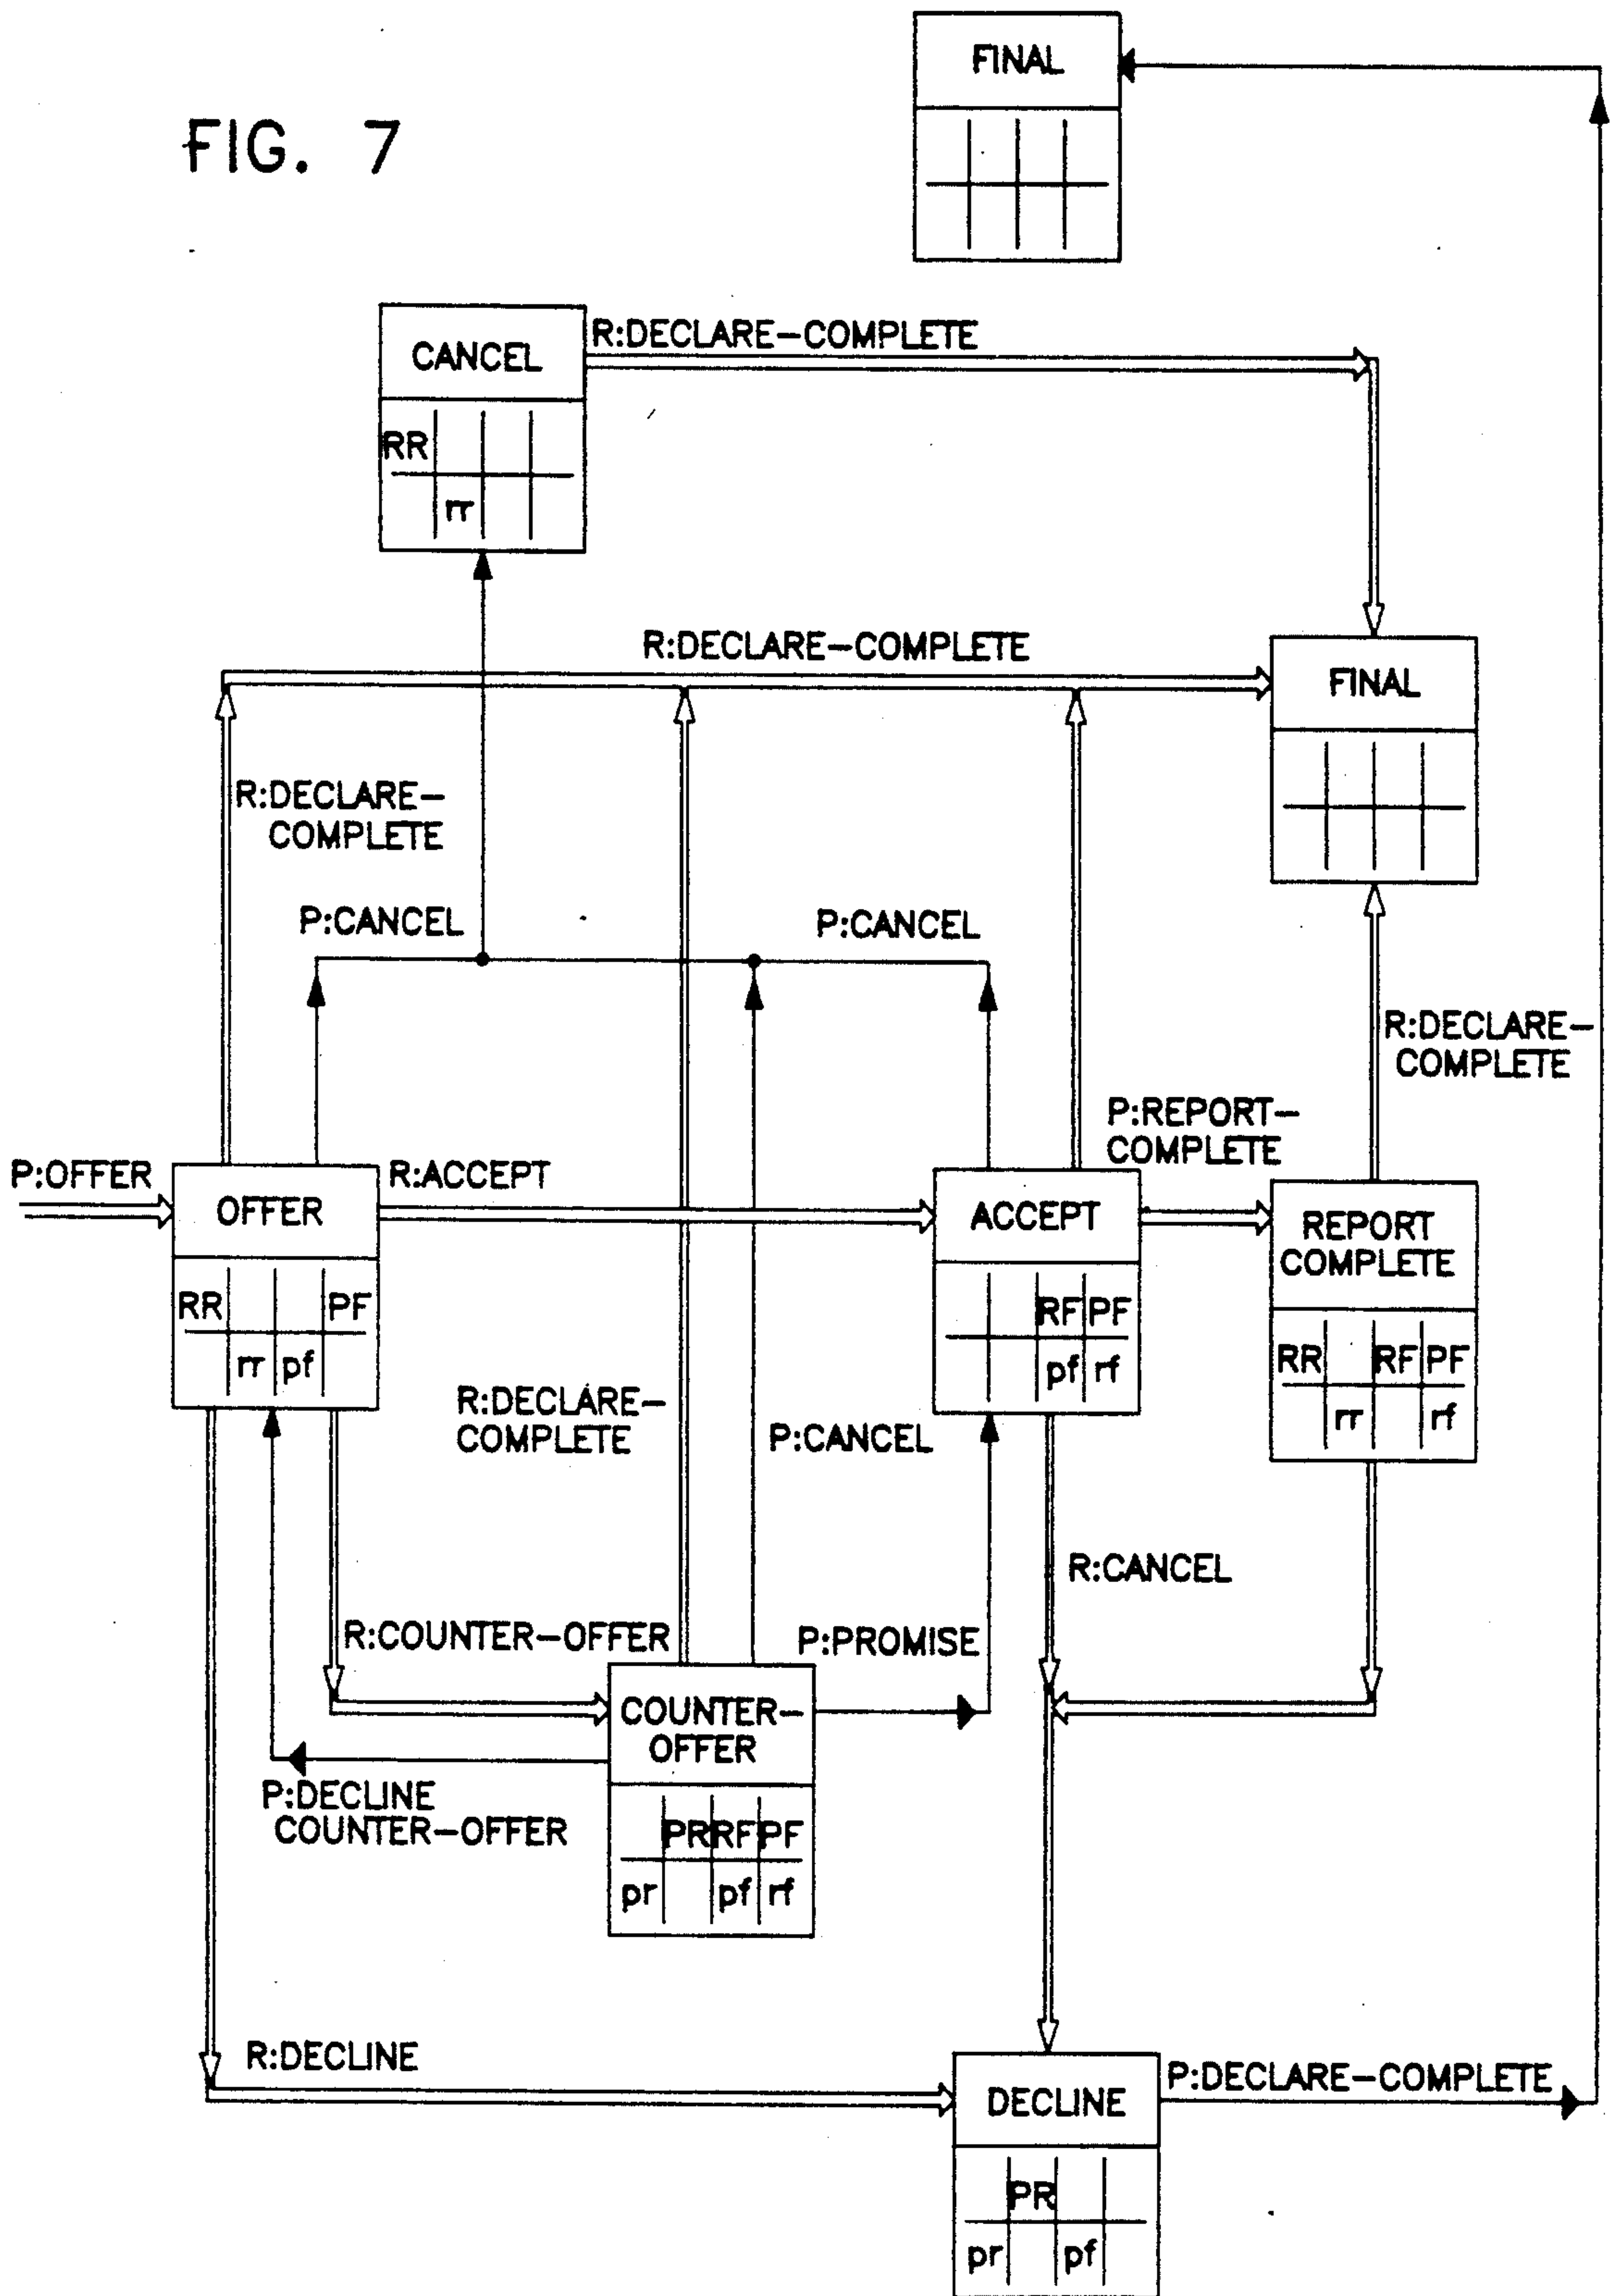 FINAL
FIG. 7
CANCEL
R:DECLARE-COMPLETE
RR
rr
R:DECLARE-COMPLETE
FINAL
R:DECLARE-
COMPLETE
P:CANCEL
P:CANCEL
R:DECLARE-
COMPLETE
P:REPORT-
COMPLETE
P:OFFER
OFFER
R:ACCEPT
ACCEPT
REPORT
COMPLETE
RR PF
rr pf
RF PF
pf rf
RR RF PF
rr rf
R:DECLARE-
COMPLETE
P:CANCEL
R:CANCEL
R:COUNTER-OFFER
P:PROMISE
COUNTER-
OFFER
P:DECLINE
COUNTER-OFFER
PR RF PF
pr pf rf
R:DECLINE
DECLINE
P:DECLARE-COMPLETE
PR
pr pf